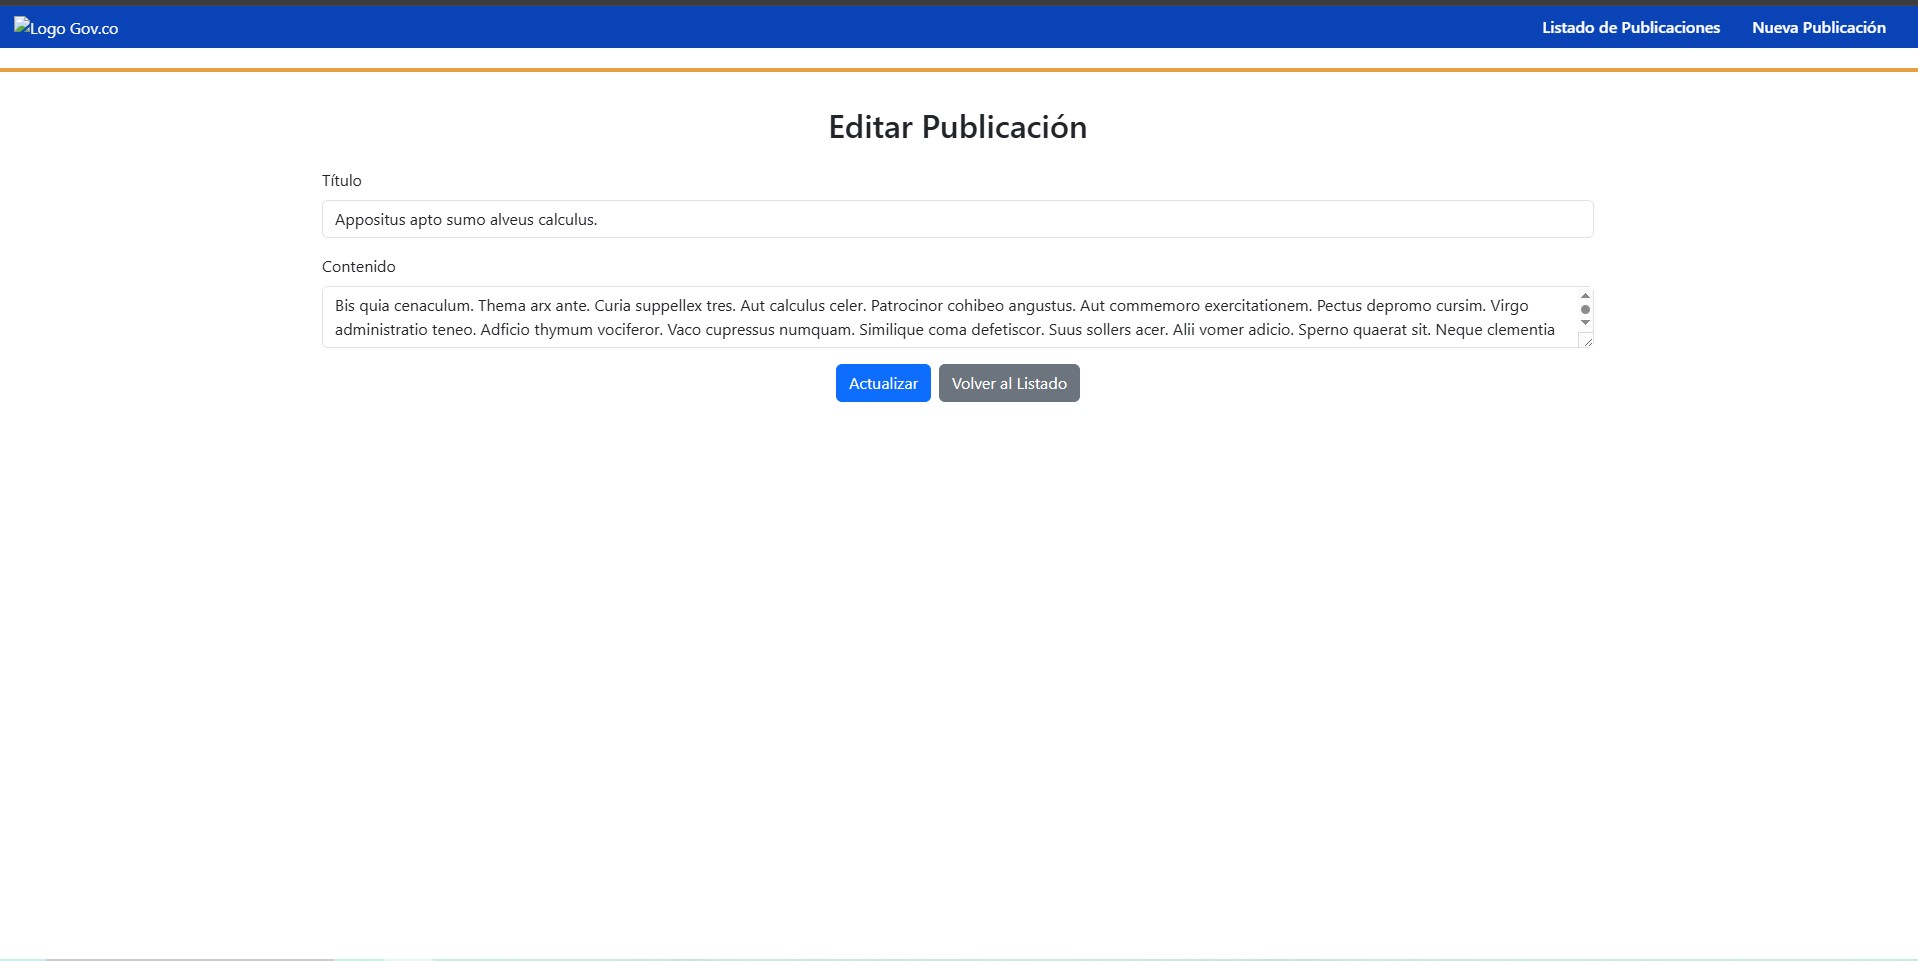 Logo Gov.co
Listado de Publicaciones
Nueva Publicación
Editar Publicación
Título
Appositus apto sumo alveus calculus.
Contenido
Bis quia cenaculum. Thema arx ante. Curia suppellex tres. Aut calculus celer. Patrocinor cohibeo angustus. Aut commemoro exercitationem. Pectus depromo cursim. Virgo
administratio teneo. Adficio thymum vociferor. Vaco cupressus numquam. Similique coma defetiscor. Suus sollers acer. Alii vomer adicio. Sperno quaerat sit. Neque clementia
Actualizar
Volver al Listado